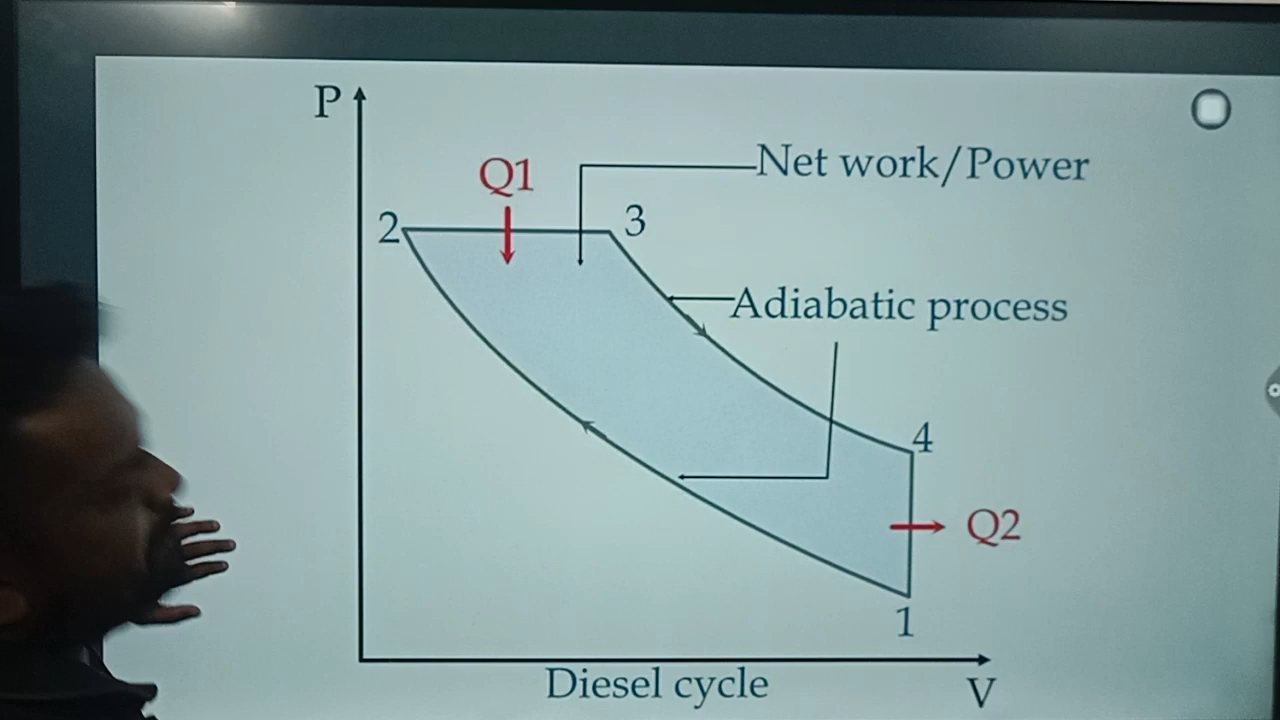 P
Q1
Net work/Power
2
3
Adiabatic process
4
Q2
1
Diesel cycle
V